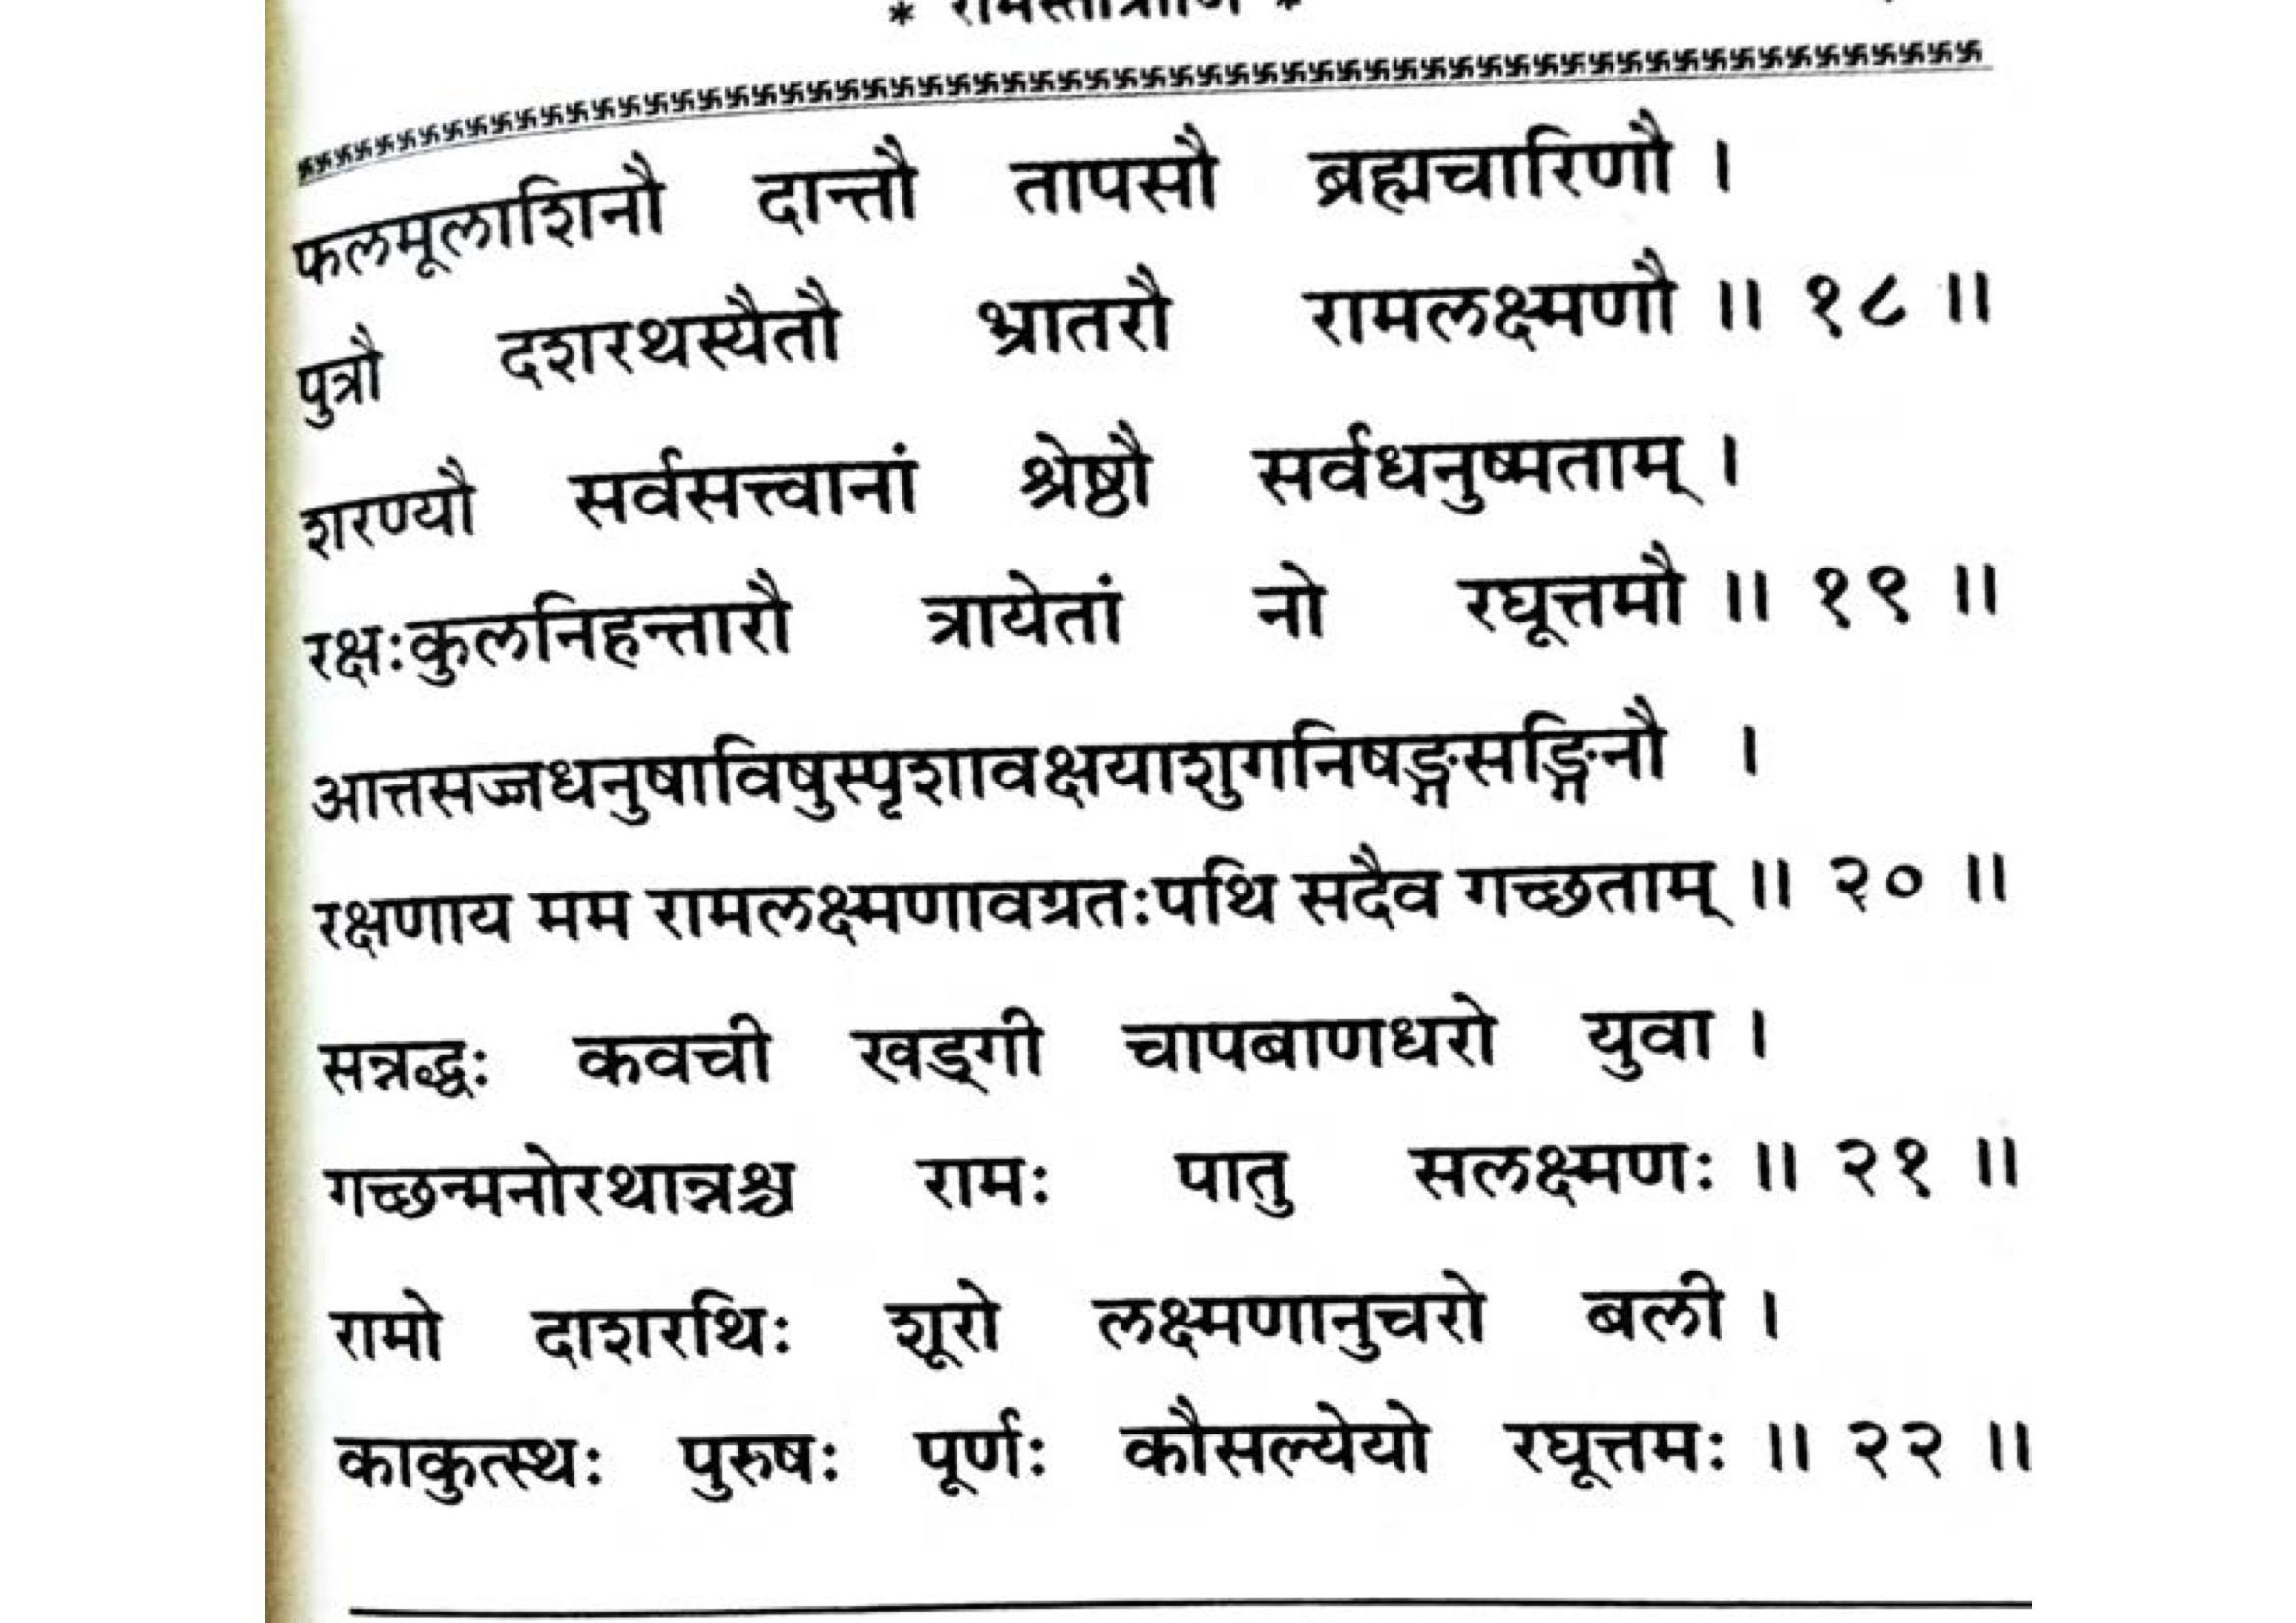 * रामस्तोत्राणि *
फलमूलाशिनौ दान्तौ तापसौ ब्रह्मचारिणौ ।
पुत्रौ दशरथस्यैतौ भ्रातरौ रामलक्ष्मणौ ॥ १८ ॥
शरण्यौ सर्वसत्त्वानां श्रेष्ठौ सर्वधनुष्मताम् ।
रक्षःकुलनिहन्तारौ त्रायेतां नो रघूत्तमौ ॥ १९ ॥
आत्तसज्जधनुषाविषुस्पृशावक्षयाशुगनिषङ्गसङ्गिनौ ।
रक्षणाय मम रामलक्ष्मणावग्रतःपथि सदैव गच्छताम् ॥ २० ॥
सन्नद्धः कवची खड्गी चापबाणधरो युवा ।
गच्छन्मनोरथान्नश्च रामः पातु सलक्ष्मणः ॥ २१ ॥
रामो दाशरथिः शूरो लक्ष्मणानुचरो बली ।
काकुत्स्थः पुरुषः पूर्णः कौसल्येयो रघूत्तमः ॥ २२ ॥